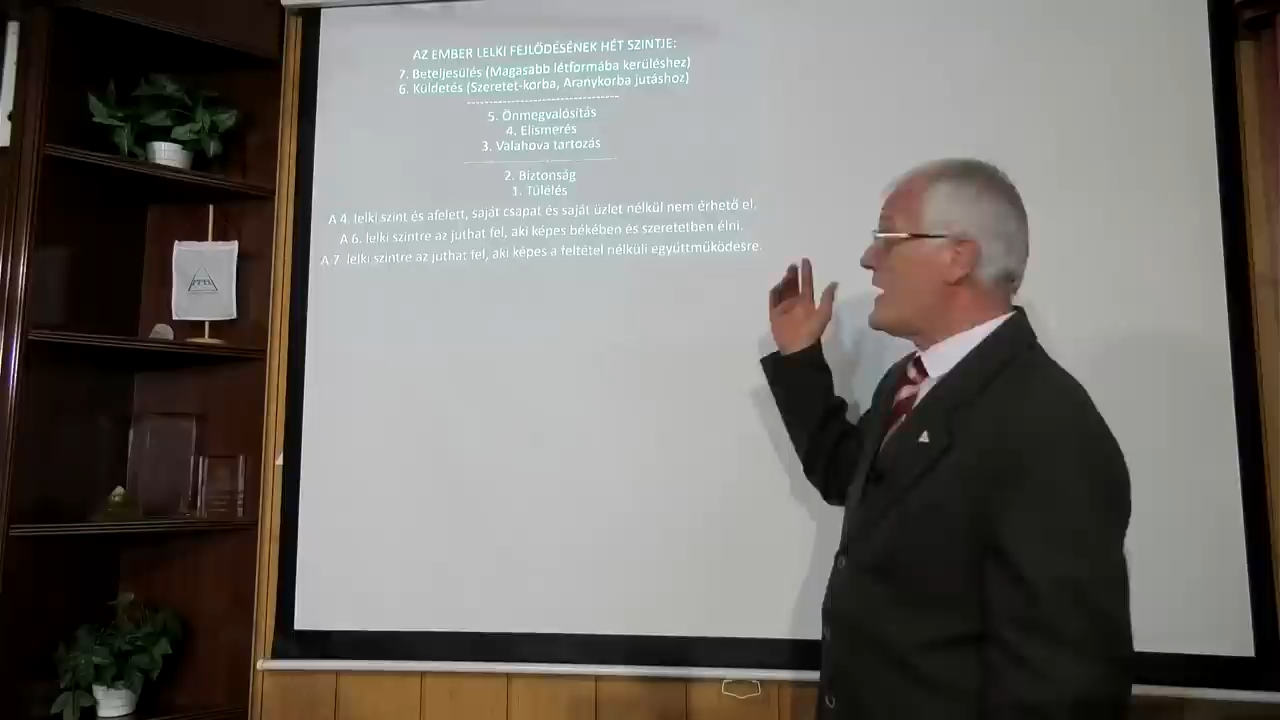 AZ EMBER LELKI FEJLŐDÉSÉNEK HÉT SZINTJE:
7. Beteljesülés (Magasabb létformába kerüléshez)
6. Küldetés (Szeretet-korba, Aranykorba jutáshoz)
5. Önmegvalósítás
4. Elismerés
3. Valahova tartozás
2. Biztonság
1. Túlélés
A 4. lelki szint és afelett, saját csapat és saját üzlet nélkül nem érhető el.
A 6. lelki szintre az juthat fel, aki képes békében és szeretetben élni.
A 7 lelki szintre az juthat fel, aki képes a feltétel nélküli együttműködésre.